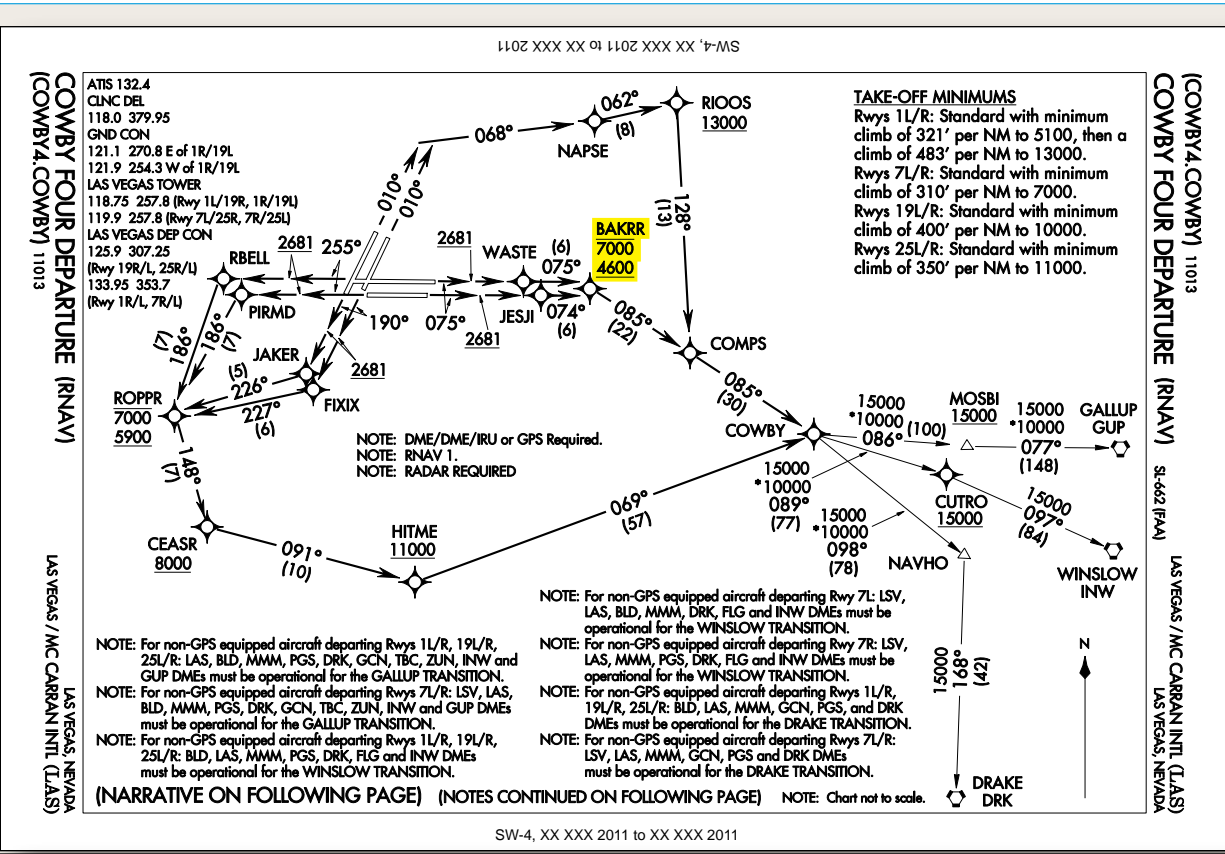 SW-4, XX XXX 2011 to XX XXX 2011
(COWBY4.COWBY) 11013
COWBY FOUR DEPARTURE (RNAV)
LAS VEGAS / MC CARRAN INTL (LAS)
LAS VEGAS, NEVADA
ATIS 132.4
CLNC DEL
118.0 379.95
GND CON
121.1 270.8 E of 1R/19L
121.9 254.3 W of 1R/19L
LAS VEGAS TOWER
118.75 257.8 (Rwy 1L/19R, 1R/19L)
119.9 257.8 (Rwy 7L/25R, 7R/25L)
LAS VEGAS DEP CON
125.9 307.25
(Rwy 19R/L, 25R/L)
133.95 353.7
(Rwy 1R/L, 7R/L)
TAKE-OFF MINIMUMS
Rwys 1L/R: Standard with minimum
climb of 321' per NM to 5100, then a
climb of 483' per NM to 13000.
Rwys 7L/R: Standard with minimum
climb of 310' per NM to 7000.
Rwys 19L/R: Standard with minimum
climb of 400' per NM to 10000.
Rwys 25L/R: Standard with minimum
climb of 350' per NM to 11000.
068°
062°
(8)
NAPSE
RIOOS
13000
128°
(13)
010°
010°
RBELL
2681
255°
2681
WASTE
(6)
075°
BAKRR
7000
4600
PIRMD
190°
075°
2681
JESJI
074°
(6)
085°
(22)
COMPS
186°
(7)
186°
(7)
2681
JAKER
(5)
226°
227°
(6)
FIXIX
ROPPR
7000
5900
148°
(7)
CEASR
8000
091°
(10)
HITME
11000
069°
(57)
085°
(30)
COWBY
15000
*10000
086°
(100)
MOSBI
15000
15000
*10000
077°
(148)
GALLUP
GUP
15000
*10000
089°
(77)
CUTRO
15000
15000
097°
(84)
WINSLOW
INW
15000
*10000
098°
(78)
NAVHO
15000
168°
(42)
DRAKE
DRK
N
NOTE: DME/DME/IRU or GPS Required.
NOTE: RNAV 1.
NOTE: RADAR REQUIRED
NOTE: For non-GPS equipped aircraft departing Rwys 1L/R, 19L/R,
25L/R: LAS, BLD, MMM, PGS, DRK, GCN, TBC, ZUN, INW and
GUP DMEs must be operational for the GALLUP TRANSITION.
NOTE: For non-GPS equipped aircraft departing Rwys 7L/R: LSV, LAS,
BLD, MMM, PGS, DRK, GCN, TBC, ZUN, INW and GUP DMEs
must be operational for the GALLUP TRANSITION.
NOTE: For non-GPS equipped aircraft departing Rwys 1L/R, 19L/R,
25L/R: BLD, LAS, MMM, PGS, DRK, FLG and INW DMEs
must be operational for the WINSLOW TRANSITION.
NOTE: For non-GPS equipped aircraft departing Rwy 7L: LSV,
LAS, BLD, MMM, DRK, FLG and INW DMEs must be
operational for the WINSLOW TRANSITION.
NOTE: For non-GPS equipped aircraft departing Rwy 7R: LSV,
LAS, MMM, PGS, DRK, FLG and INW DMEs must be
operational for the WINSLOW TRANSITION.
NOTE: For non-GPS equipped aircraft departing Rwys 1L/R,
19L/R, 25L/R: BLD, LAS, MMM, GCN, PGS, and DRK
DMEs must be operational for the DRAKE TRANSITION.
NOTE: For non-GPS equipped aircraft departing Rwys 7L/R:
LSV, LAS, MMM, GCN, PGS and DRK DMEs
must be operational for the DRAKE TRANSITION.
(NARRATIVE ON FOLLOWING PAGE)
(NOTES CONTINUED ON FOLLOWING PAGE)
NOTE: Chart not to scale.
(COWBY4.COWBY) 11013
COWBY FOUR DEPARTURE (RNAV)
SL-662 (FAA)
LAS VEGAS / MC CARRAN INTL (LAS)
LAS VEGAS, NEVADA
SW-4, XX XXX 2011 to XX XXX 2011